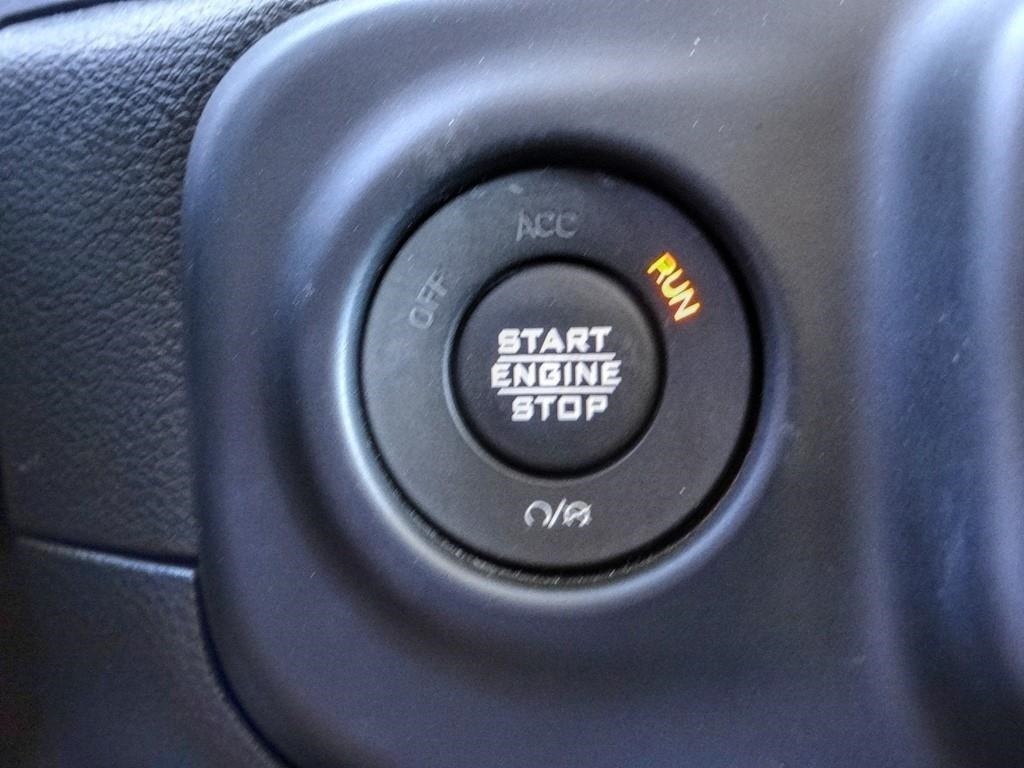 ACC
OFF
RUN
START
ENGINE
STOP